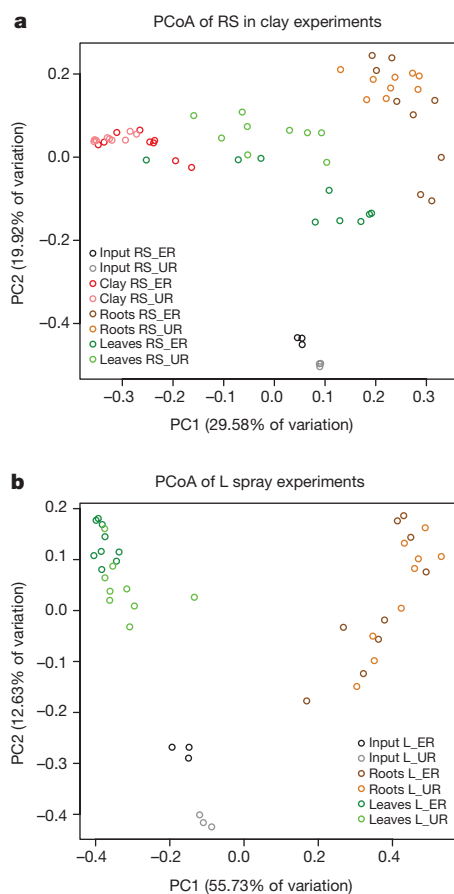 a
PCoA of RS in clay experiments
0.2
0.0
−0.2
−0.4
PC2 (19.92% of variation)
Input RS_ER
Input RS_UR
Clay RS_ER
Clay RS_UR
Roots RS_ER
Roots RS_UR
Leaves RS_ER
Leaves RS_UR
−0.3 −0.2 −0.1 0.0 0.1 0.2 0.3
PC1 (29.58% of variation)
b
PCoA of L spray experiments
0.2
0.1
0.0
−0.1
−0.2
−0.3
−0.4
PC2 (12.63% of variation)
Input L_ER
Input L_UR
Roots L_ER
Roots L_UR
Leaves L_ER
Leaves L_UR
−0.4 −0.2 0.0 0.2 0.4
PC1 (55.73% of variation)